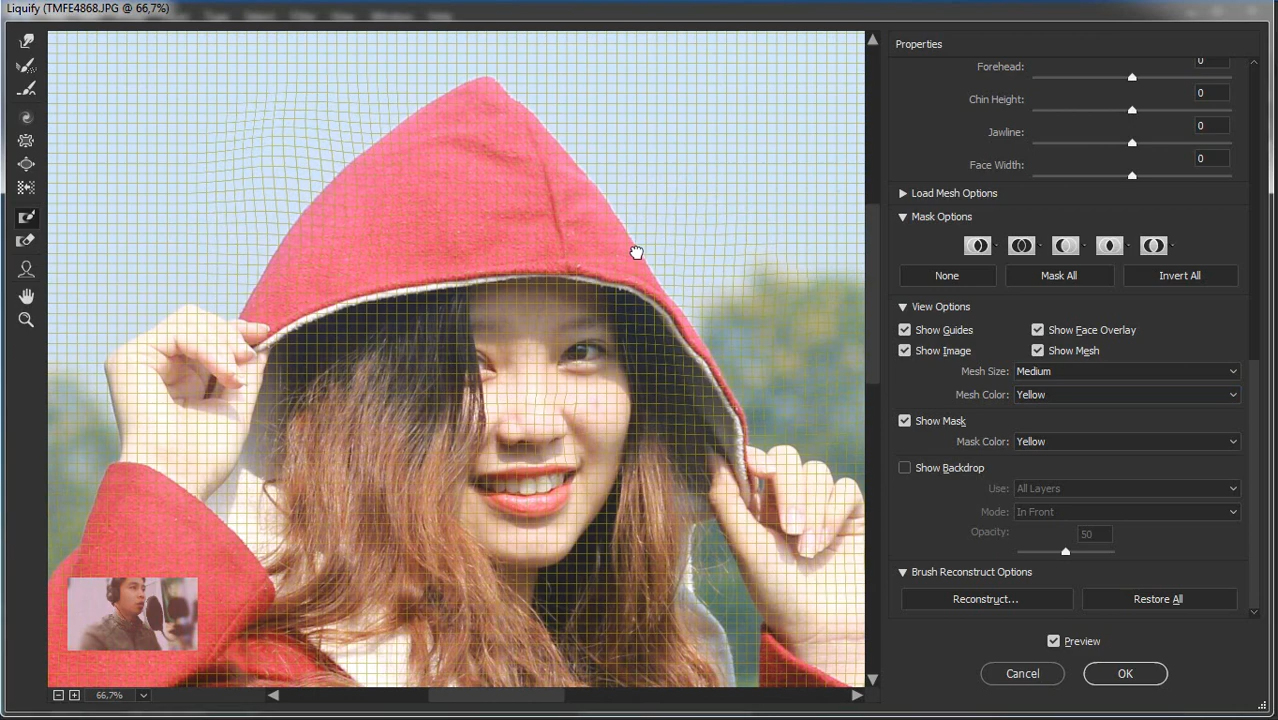 Liquify (TMFE4868.JPG @ 66,7%)
Properties
Forehead: 0
Chin Height: 0
Jawline: 0
Face Width: 0
Load Mesh Options
Mask Options
None Mask All Invert All
View Options
Show Guides Show Face Overlay
Show Image Show Mesh
Mesh Size: Medium
Mesh Color: Yellow
Show Mask
Mask Color: Yellow
Show Backdrop
Use: All Layers
Mode: In Front
Opacity: 50
Brush Reconstruct Options
Reconstruct... Restore All
Preview
Cancel OK
66,7%